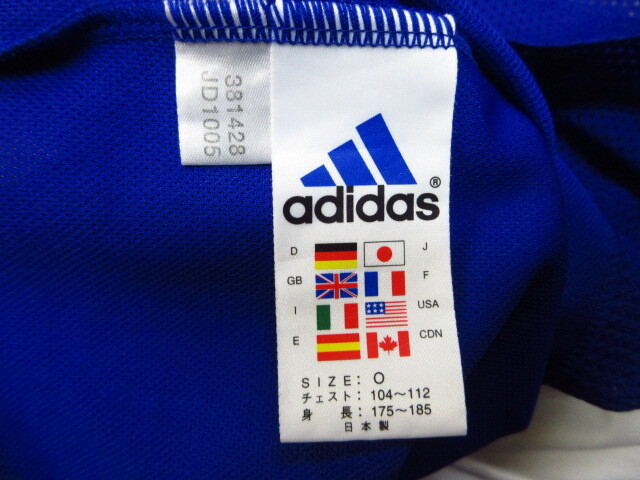 381428
JD1005
adidas®
D J
GB F
I USA
E CDN
SIZE: O
チェスト: 104〜112
身 長: 175〜185
日本製